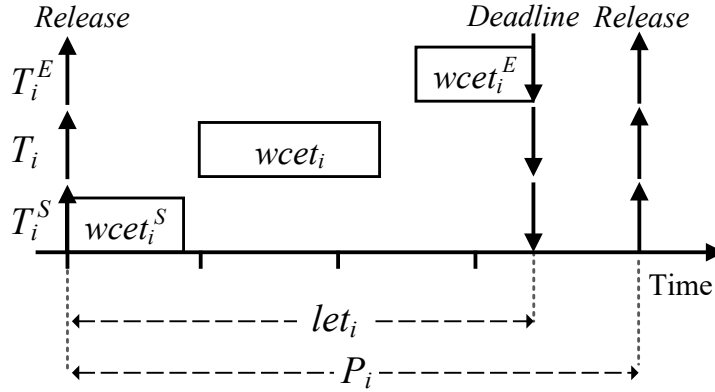 Release Deadline Release
T_i^E wcet_i^E
T_i wcet_i
T_i^S wcet_i^S
Time
let_i
P_i